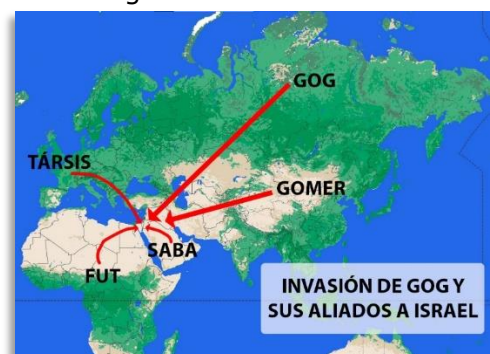 GOG
TÁRSIS
GOMER
SABA
FUT
INVASIÓN DE GOG Y
SUS ALIADOS A ISRAEL